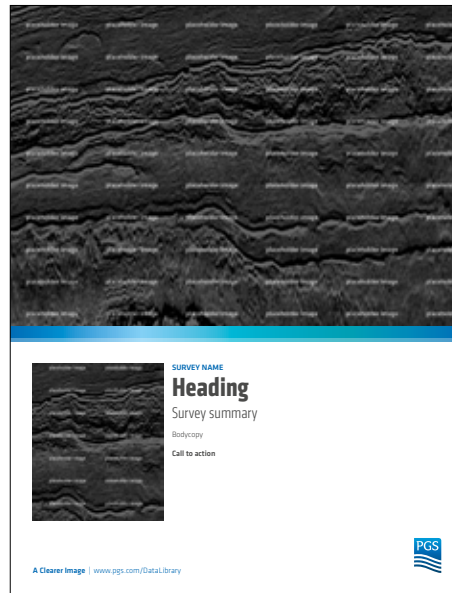 SURVEY NAME
Heading
Survey summary
Bodycopy
Call to action
PGS
A Clearer Image | www.pgs.com/DataLibrary